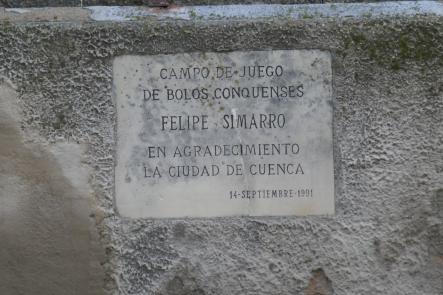 CAMPO DE JUEGO
DE BOLOS CONQUENSES
FELIPE SIMARRO
EN AGRADECIMIENTO
LA CIUDAD DE CUENCA
14-SEPTIEMBRE-1991